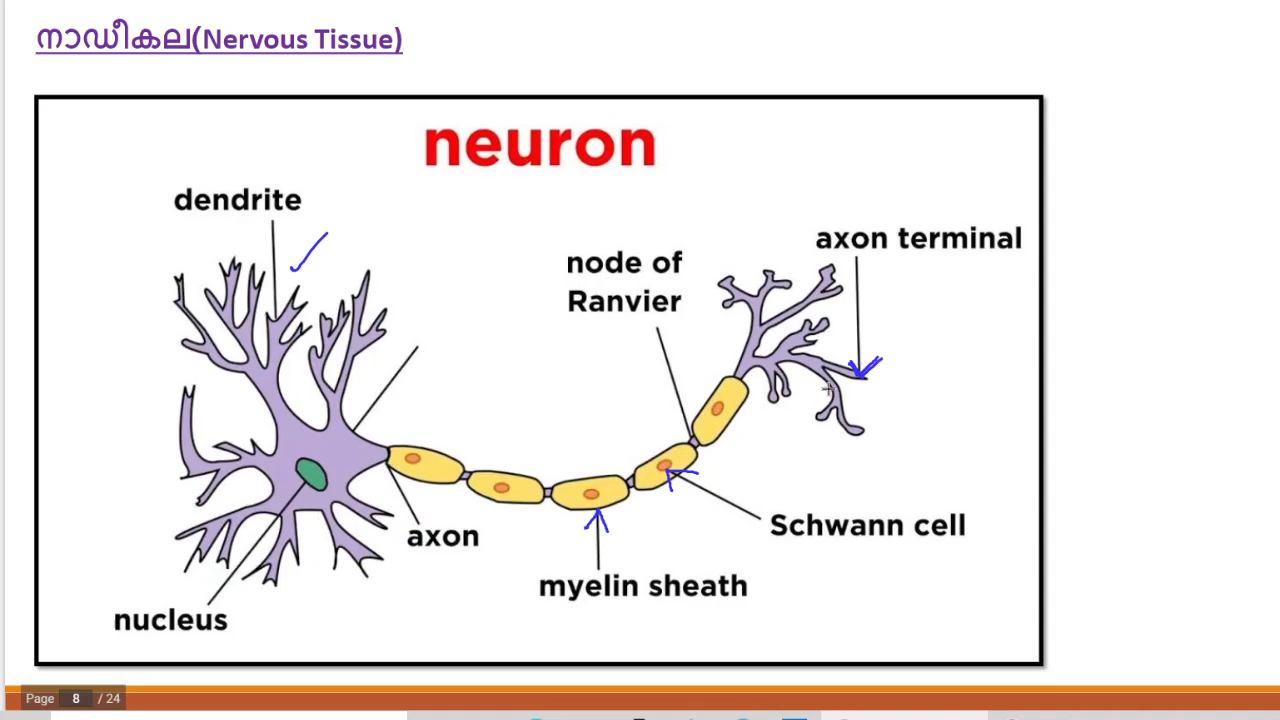 നാഡീകല(Nervous Tissue)
neuron
dendrite
axon terminal
node of
Ranvier
axon
Schwann cell
myelin sheath
nucleus
Page 8 / 24